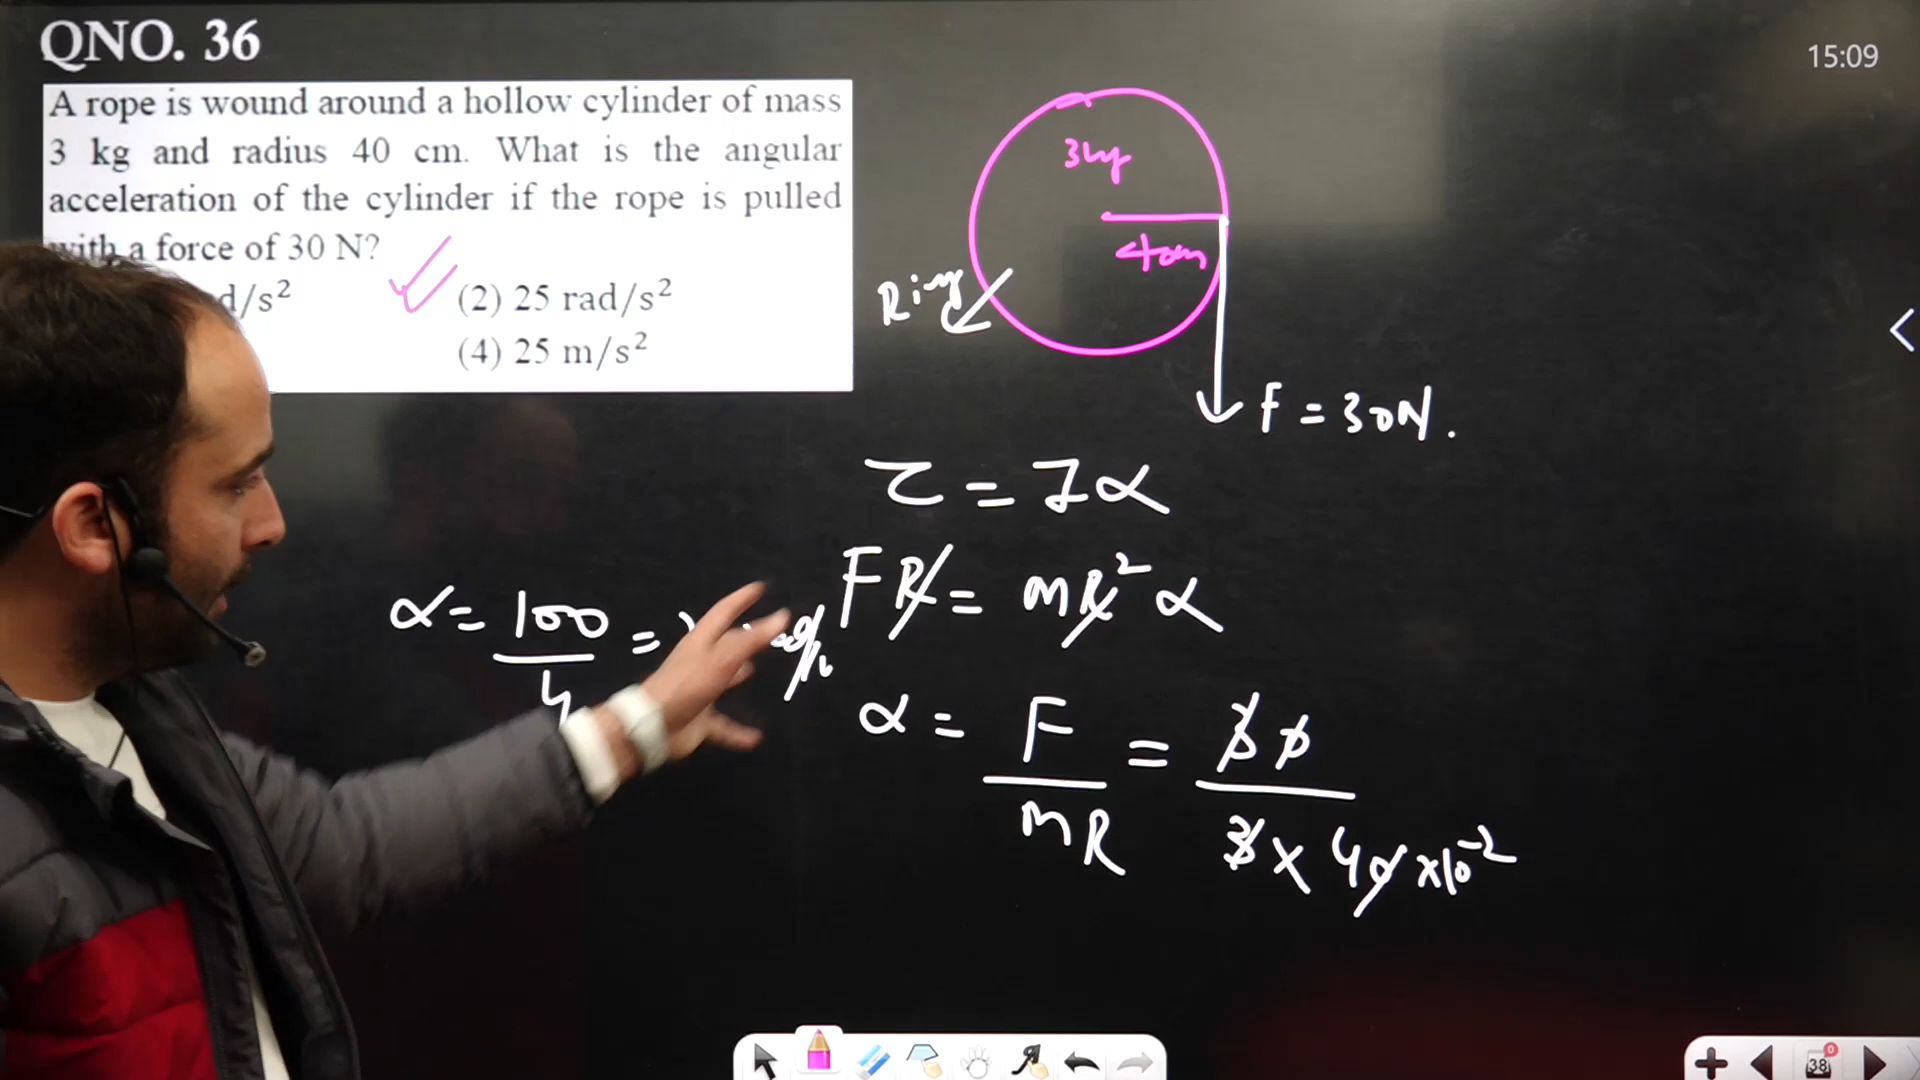 QNO. 36
15:09
A rope is wound around a hollow cylinder of mass
3 kg and radius 40 cm. What is the angular
acceleration of the cylinder if the rope is pulled
with a force of 30 N?
d/s²
(2) 25 rad/s²
(4) 25 m/s²
3kg
40cm
Ring
F = 30N.
τ = Iα
FR = mR²α
α = 100/4 =
α = F/mR = 30/3 × 40 × 10⁻²
38
0